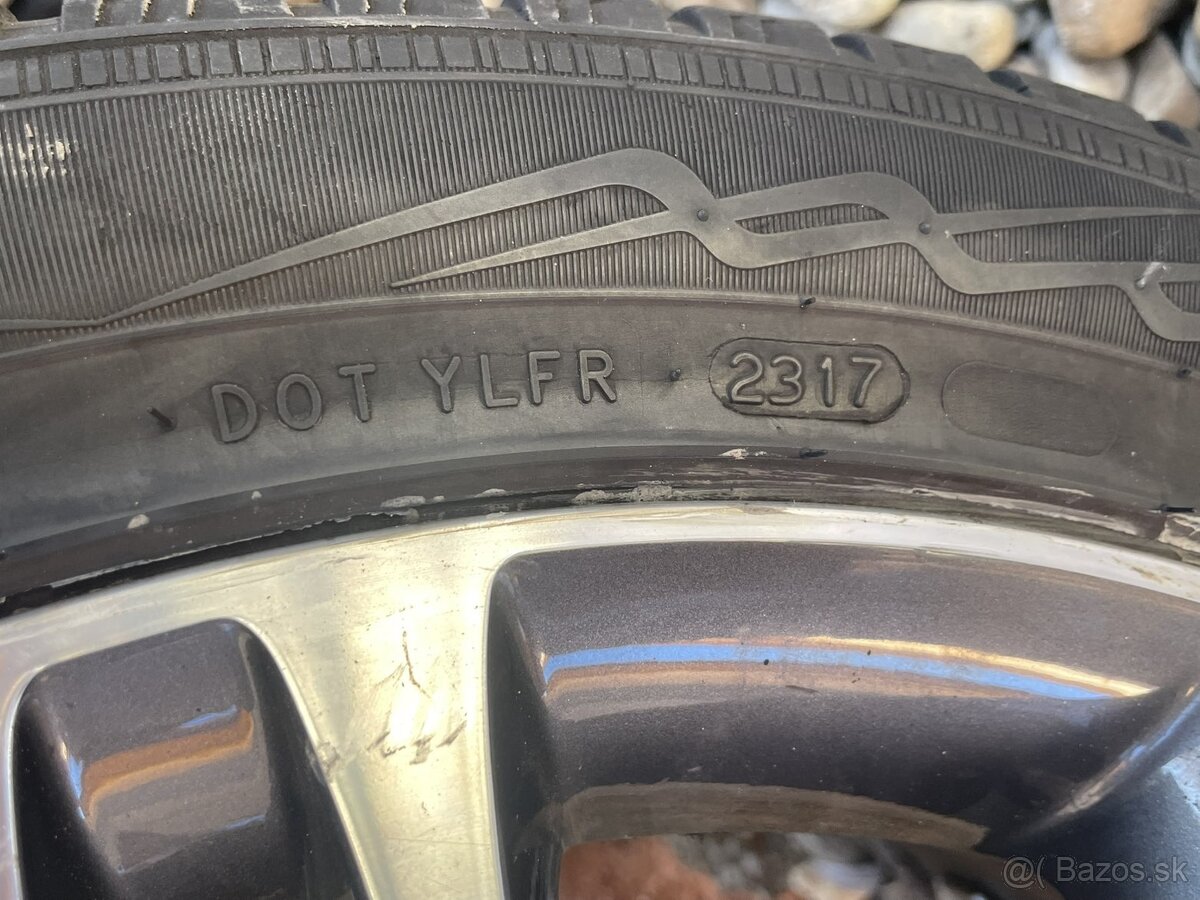 DOT YLFR 2317
@( Bazos.sk